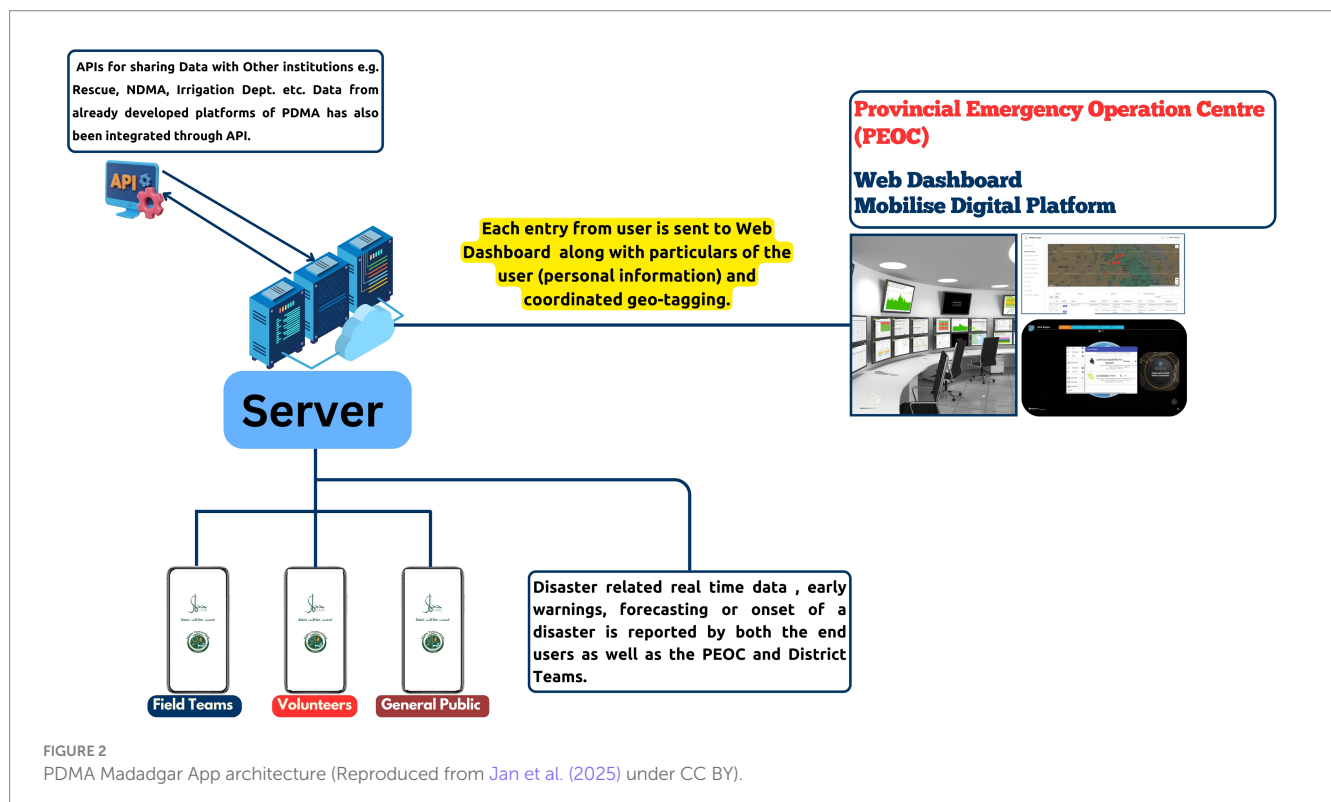 APIs for sharing Data with Other institutions e.g.
Rescue, NDMA, Irrigation Dept. etc. Data from
already developed platforms of PDMA has also
been integrated through API.
API
Provincial Emergency Operation Centre
(PEOC)
Web Dashboard
Mobilise Digital Platform
Each entry from user is sent to Web
Dashboard along with particulars of the
user (personal information) and
coordinated geo-tagging.
Server
Disaster related real time data , early
warnings, forecasting or onset of a
disaster is reported by both the end
users as well as the PEOC and District
Teams.
Field Teams
Volunteers
General Public
FIGURE 2
PDMA Madadgar App architecture (Reproduced from Jan et al. (2025) under CC BY).